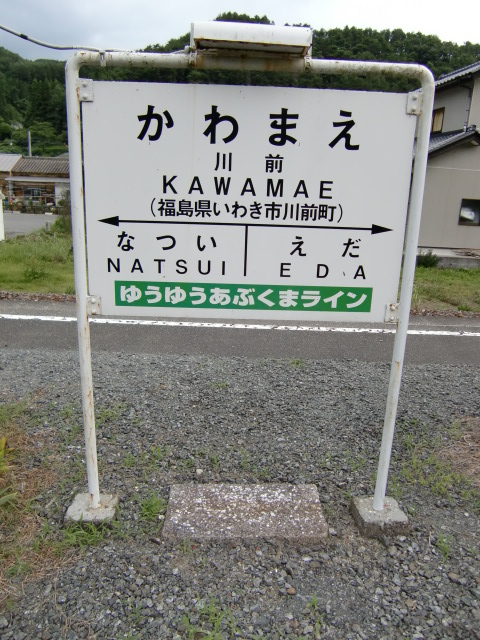 かわまえ
川前
KAWAMAE
(福島県いわき市川前町)
なつい えだ
NATSUI EDA
ゆうゆうあぶくまライン